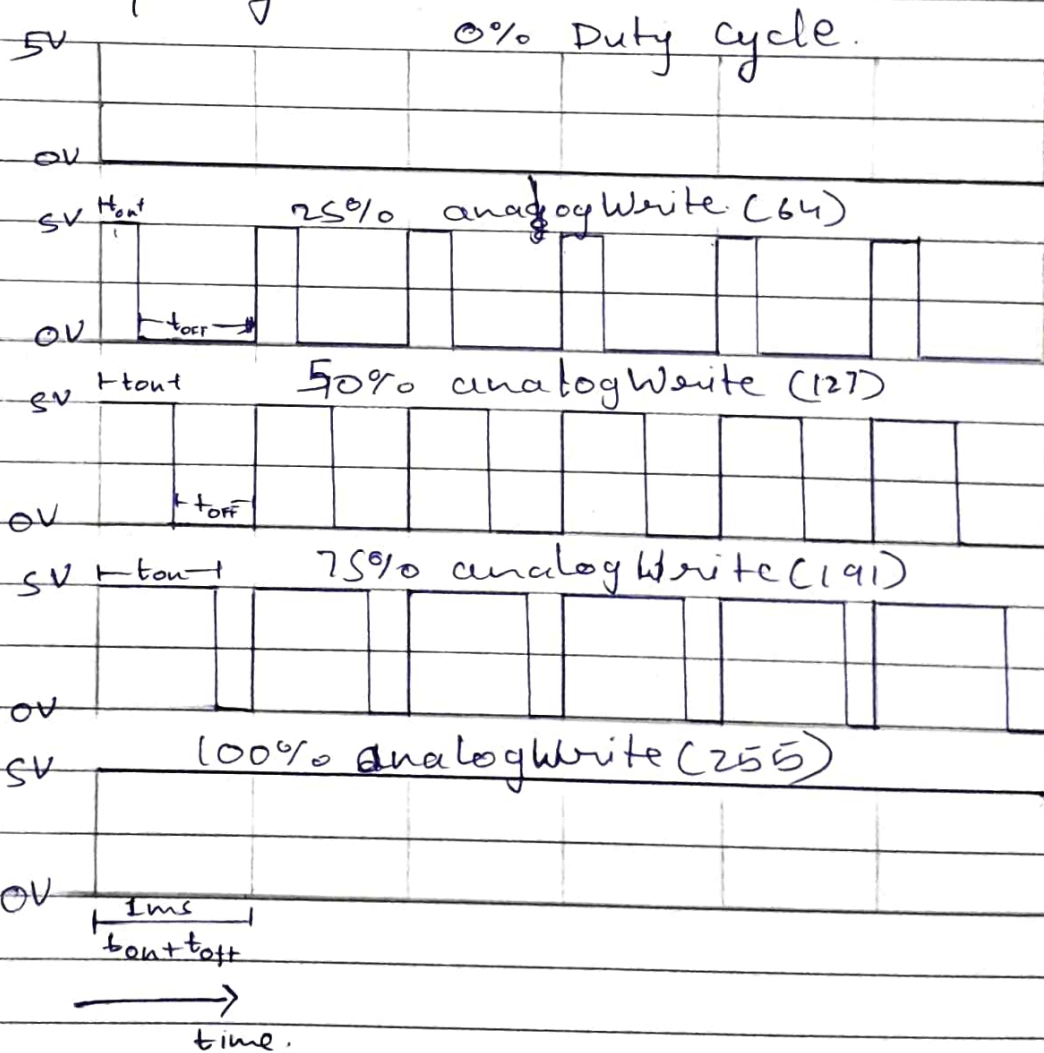 0% Duty cycle.
5V
0V
25% analogWrite (64)
5V ton
tOFF
0V
50% analogWrite (127)
ton
5V
tOFF
0V
75% analogWrite (191)
5V ton
0V
100% analogWrite (255)
5V
0V
1ms
ton + toff
time.